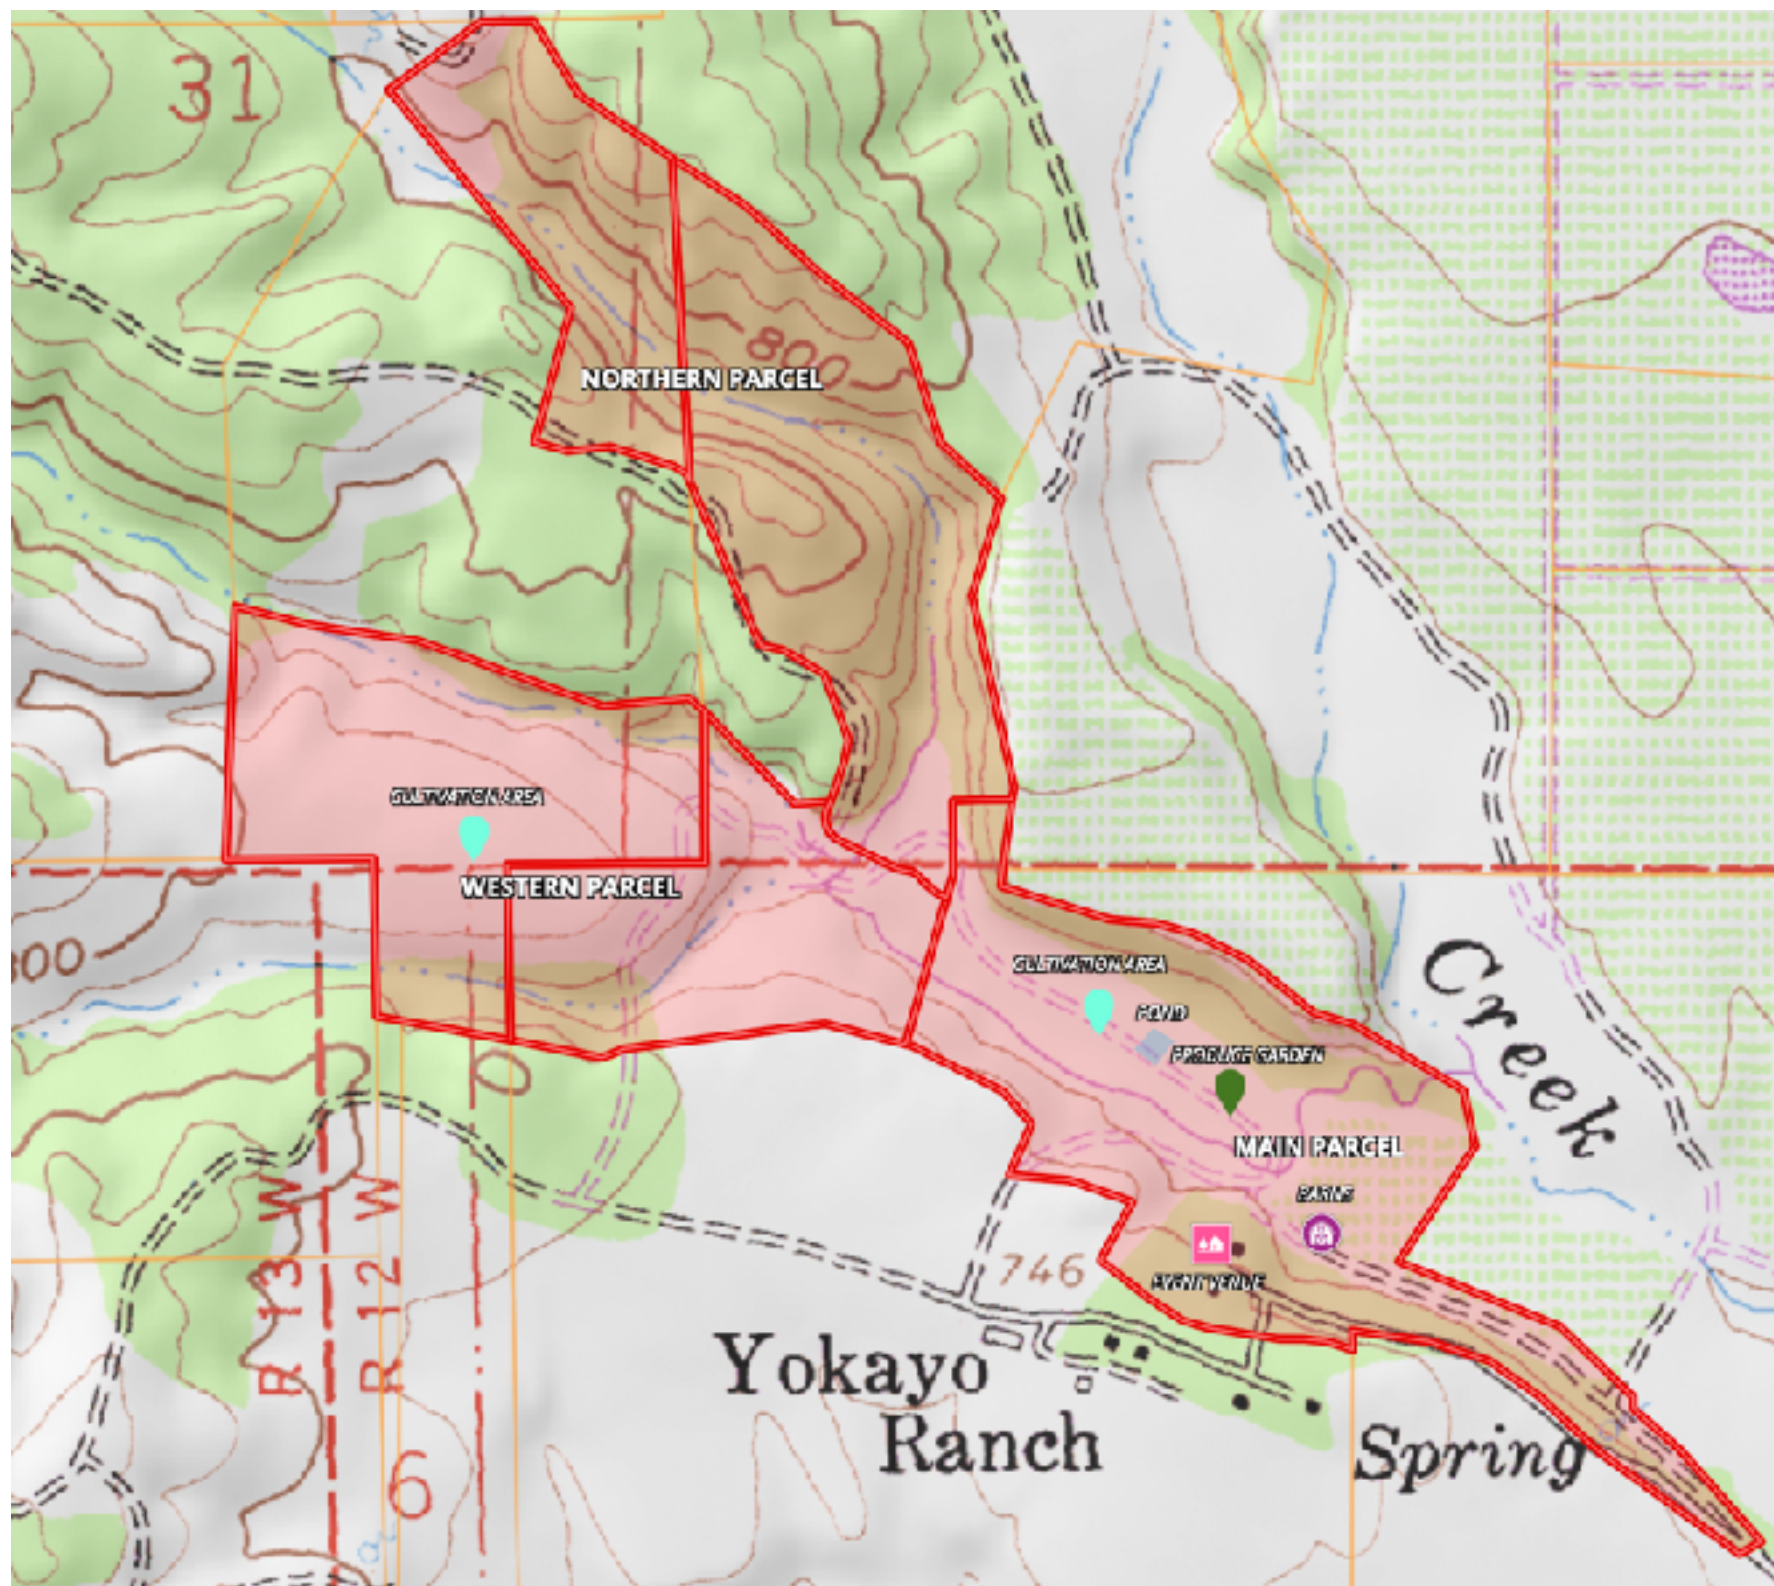 31
800
NORTHERN PARCEL
CULTIVATION AREA
WESTERN PARCEL
800
CULTIVATION AREA
POND
PRODUCE GARDEN
MAIN PARCEL
BARNS
EVENT VENUE
Creek
0
R 13 W
R 12 W
746
Yokayo
Ranch
Spring
6